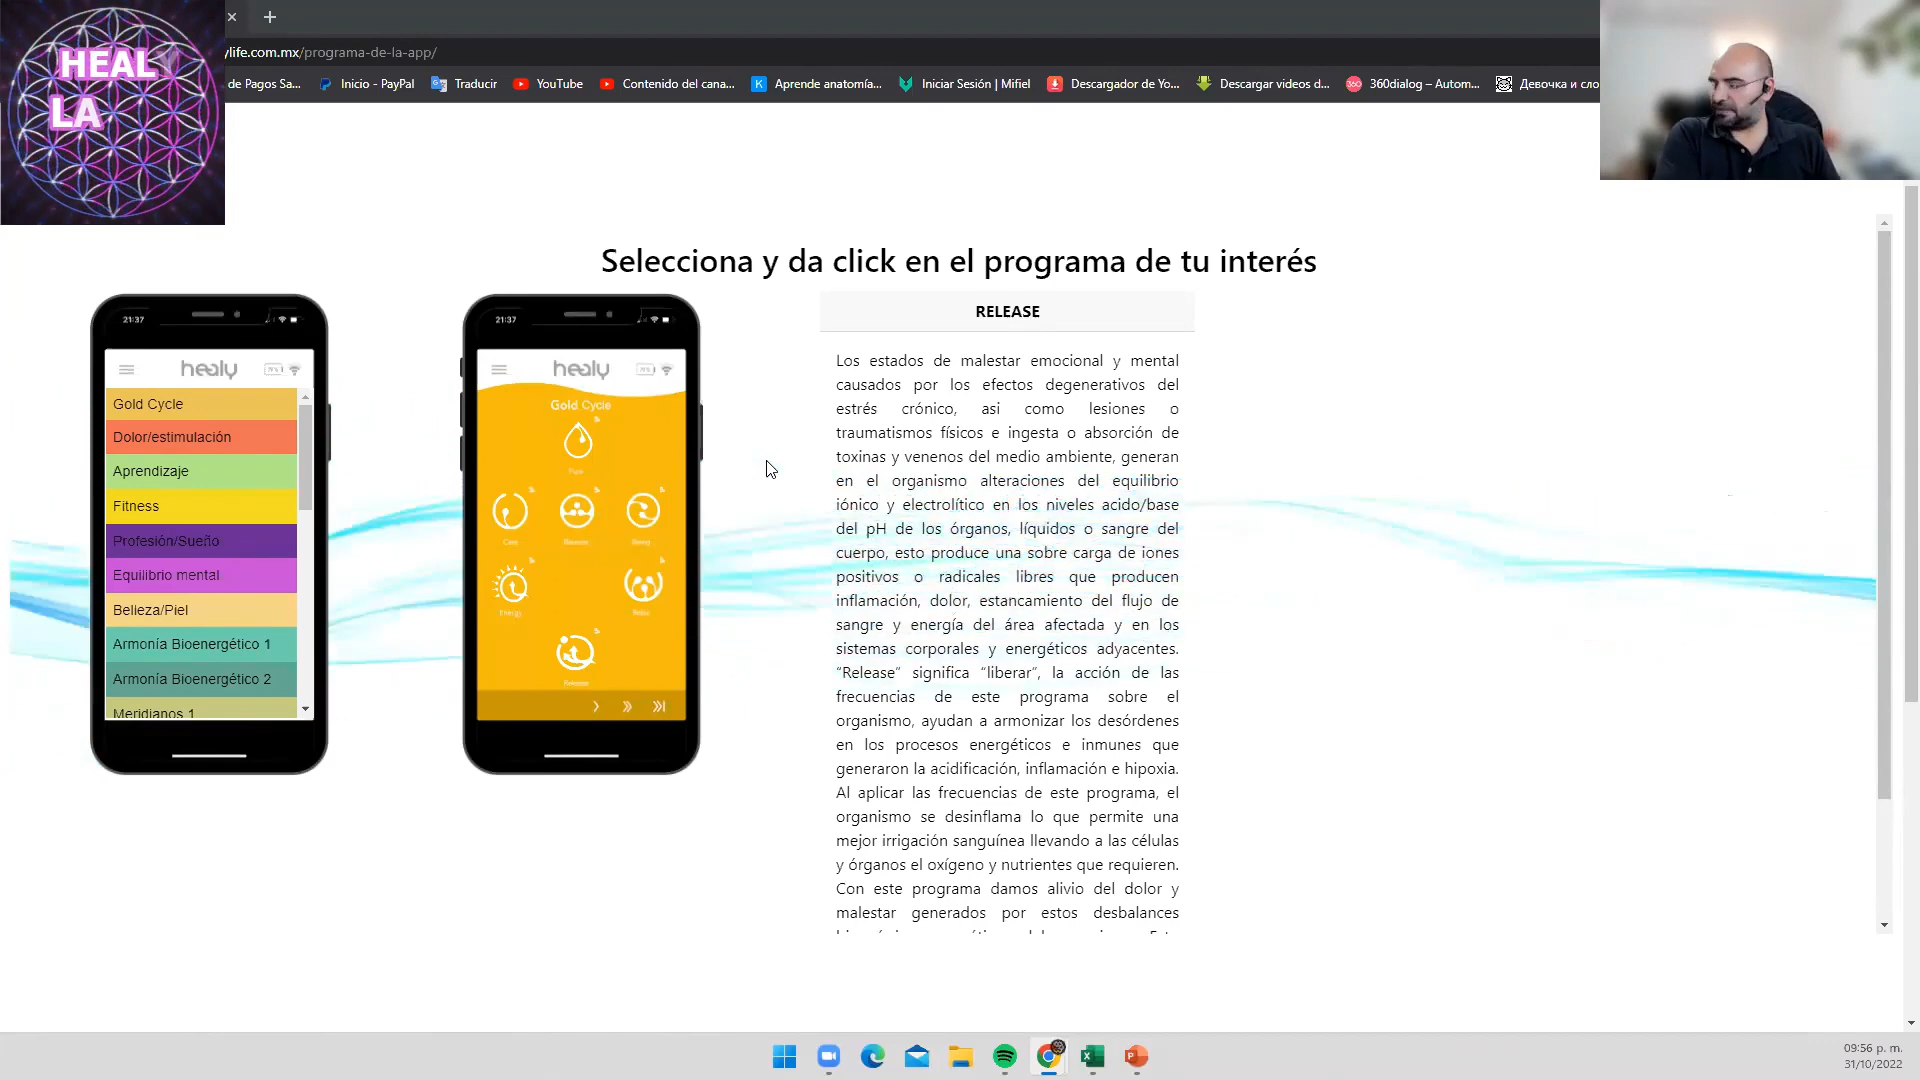 HEALY
LA
ylife.com.mx/programa-de-la-app/
de Pagos Sa...
Inicio - PayPal
Traducir
YouTube
Contenido del cana...
Aprende anatomía...
Iniciar Sesión | Mifiel
Descargador de Yo...
Descargar videos d...
360dialog – Autom...
Девочка и сло
Selecciona y da click en el programa de tu interés
21:37
healy
Gold Cycle
Dolor/estimulación
Aprendizaje
Fitness
Profesión/Sueño
Equilibrio mental
Belleza/Piel
Armonía Bioenergético 1
Armonía Bioenergético 2
Meridianos 1
21:37
healy
Gold Cycle
Pure
Care
Being
Energy
Relax
Release
RELEASE
Los estados de malestar emocional y mental
causados por los efectos degenerativos del
estrés crónico, asi como lesiones o
traumatismos físicos e ingesta o absorción de
toxinas y venenos del medio ambiente, generan
en el organismo alteraciones del equilibrio
iónico y electrolítico en los niveles acido/base
del pH de los órganos, líquidos o sangre del
cuerpo, esto produce una sobre carga de iones
positivos o radicales libres que producen
inflamación, dolor, estancamiento del flujo de
sangre y energía del área afectada y en los
sistemas corporales y energéticos adyacentes.
“Release” significa “liberar”, la acción de las
frecuencias de este programa sobre el
organismo, ayudan a armonizar los desórdenes
en los procesos energéticos e inmunes que
generaron la acidificación, inflamación e hipoxia.
Al aplicar las frecuencias de este programa, el
organismo se desinflama lo que permite una
mejor irrigación sanguínea llevando a las células
y órganos el oxígeno y nutrientes que requieren.
Con este programa damos alivio del dolor y
malestar generados por estos desbalances
09:56 p. m.
31/10/2022